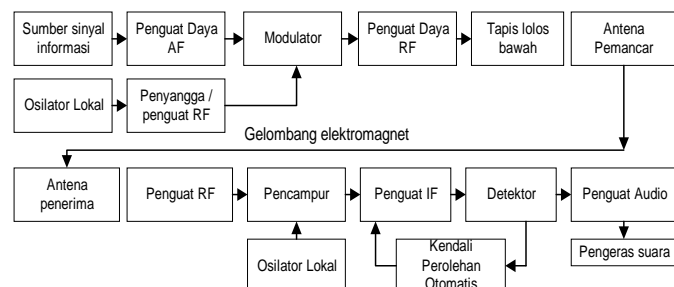 Sumber sinyal
informasi
Penguat Daya
AF
Modulator
Penguat Daya
RF
Tapis lolos
bawah
Antena
Pemancar
Osilator Lokal
Penyangga /
penguat RF
Gelombang elektromagnet
Antena
penerima
Penguat RF
Pencampur
Penguat IF
Detektor
Penguat Audio
Osilator Lokal
Kendali
Perolehan
Otomatis
Pengeras suara